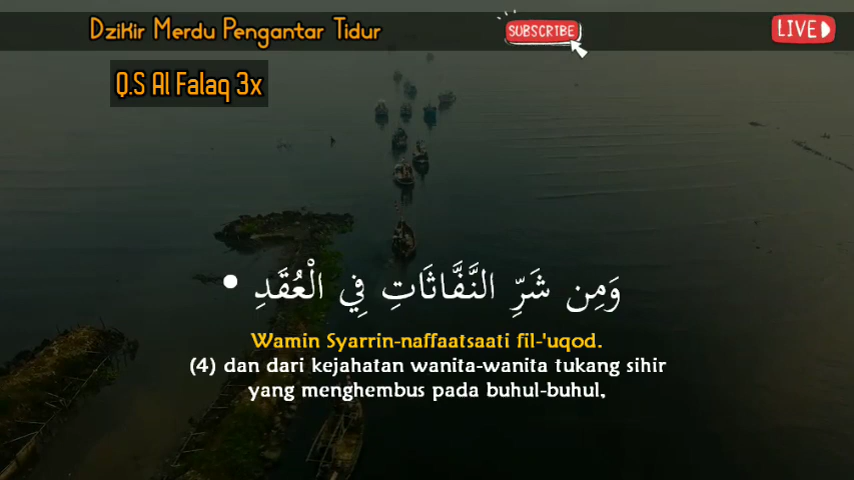 Dzikir Merdu Pengantar Tidur
SUBSCRIBE
LIVE
Q.S Al Falaq 3x
وَمِن شَرِّ النَّفَّاثَاتِ فِي الْعُقَدِ •
Wamin Syarrin-naffaatsaati fil-'uqod.
(4) dan dari kejahatan wanita-wanita tukang sihir
yang menghembus pada buhul-buhul,